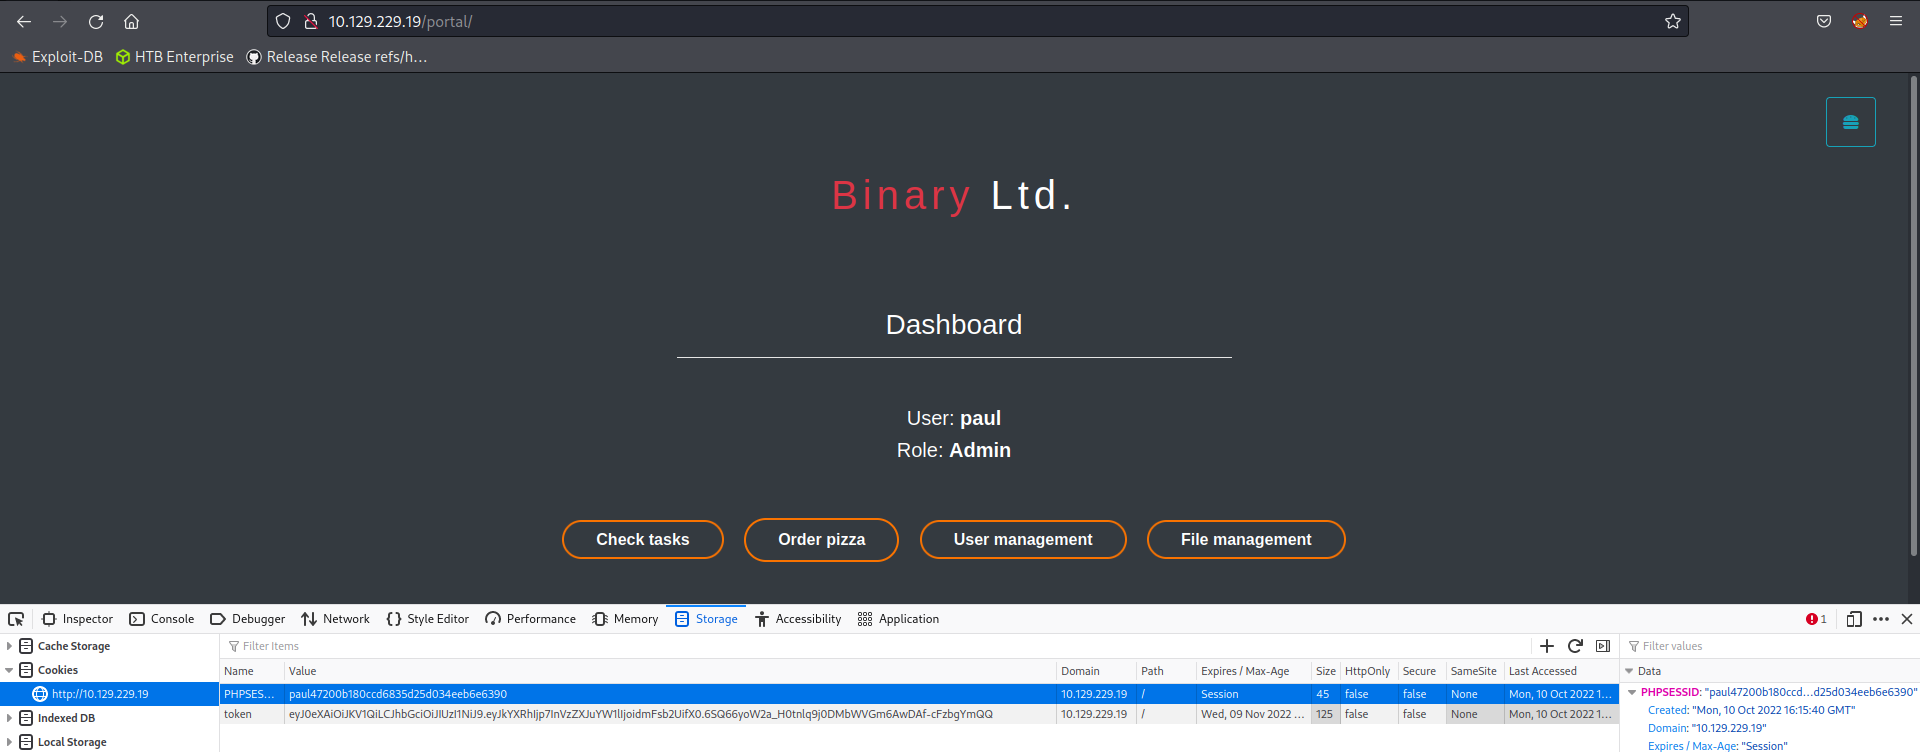 10.129.229.19/portal/
Exploit-DB HTB Enterprise Release Release refs/h...
Binary Ltd.
Dashboard
User: paul
Role: Admin
Check tasks Order pizza User management File management
Inspector Console Debugger Network Style Editor Performance Memory Storage Accessibility Application 1
Cache Storage Filter Items Filter values
Cookies Name Value Domain Path Expires / Max-Age Size HttpOnly Secure SameSite Last Accessed Data
http://10.129.229.19 PHPSES... paul47200b180ccd6835d25d034eeb6e6390 10.129.229.19 / Session 45 false false None Mon, 10 Oct 2022 1... PHPSESSID: "paul47200b180ccd...d25d034eeb6e6390"
token eyJ0eXAiOiJKV1QiLCJhbGciOiJIUzI1NiJ9.eyJkYXRhIjp7InVzZXJuYW1lIjoidmFsb2UifX0.6SQ66yoW2a_H0tnlq9j0DMbWVGm6AwDAf-cFzbgYmQQ 10.129.229.19 / Wed, 09 Nov 2022 ... 125 false false None Mon, 10 Oct 2022 1... Created: "Mon, 10 Oct 2022 16:15:40 GMT"
Indexed DB Domain: "10.129.229.19"
Local Storage Expires / Max-Age: "Session"